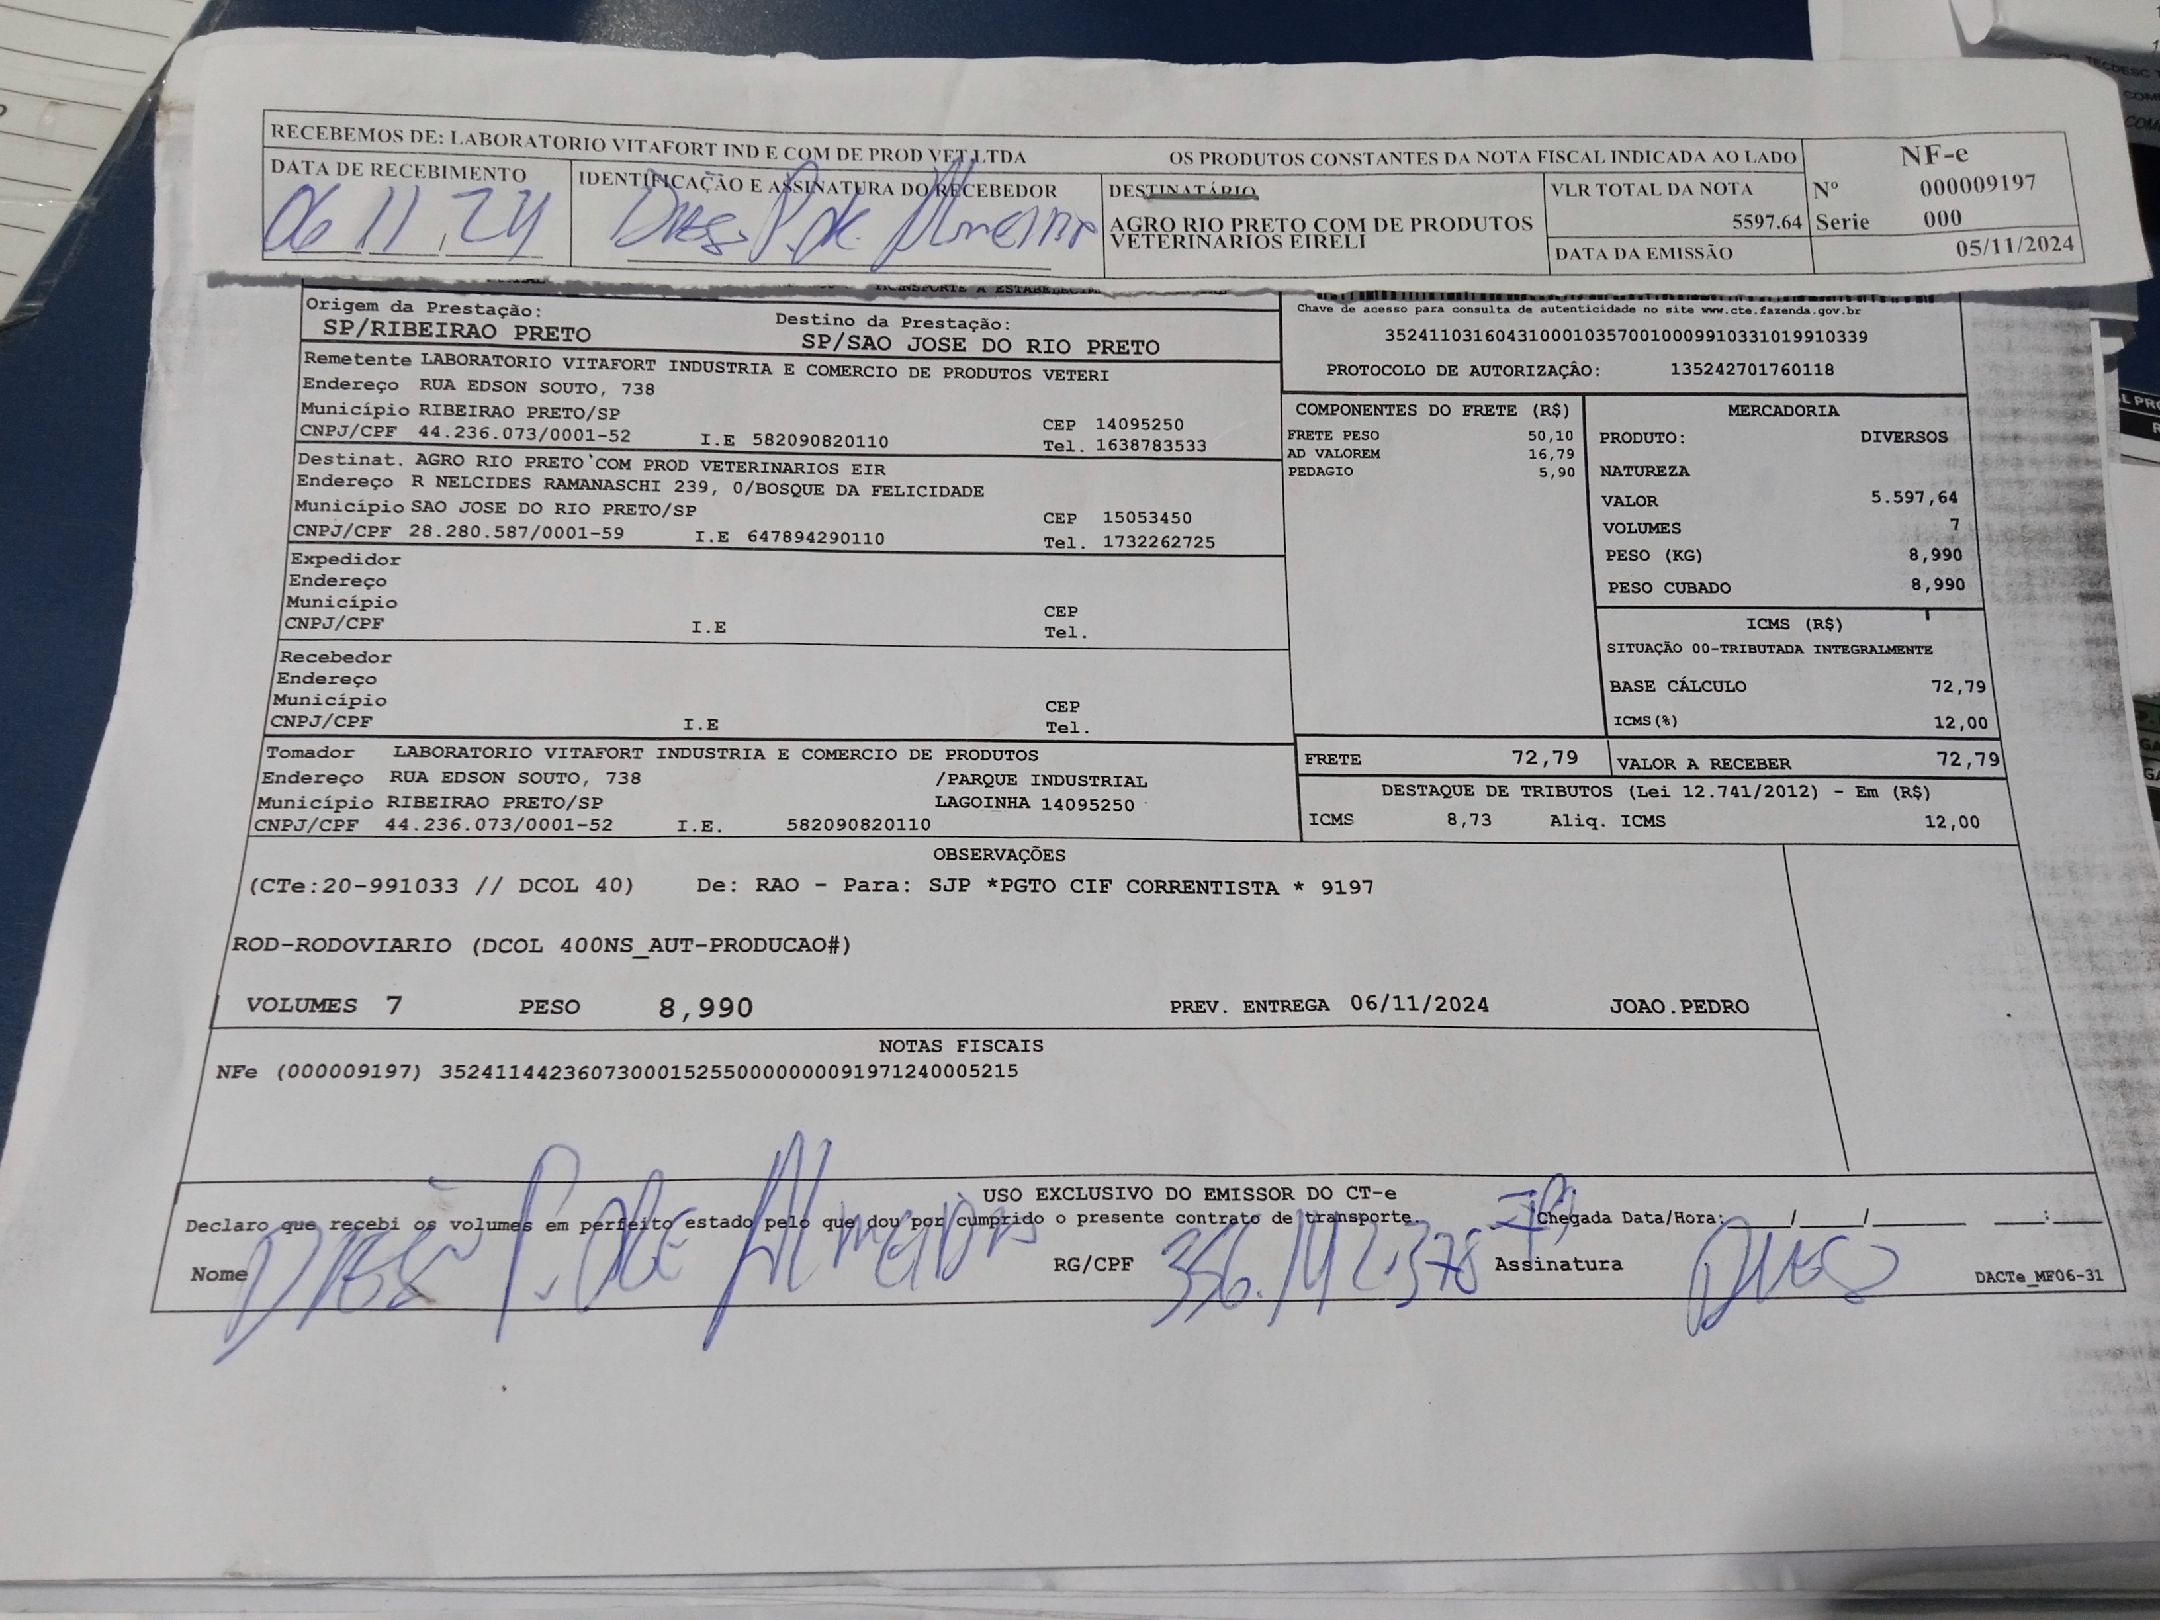 RECEBEMOS DE: LABORATORIO VITAFORT IND E COM DE PROD VET LTDA OS PRODUTOS CONSTANTES DA NOTA FISCAL INDICADA AO LADO
NF-e
Nº 000009197
Serie 000
05/11/2024
DATA DE RECEBIMENTO
06 11 24
IDENTIFICAÇÃO E ASSINATURA DO RECEBEDOR
Diego P. de Almeida
DESTINATÁRIO
AGRO RIO PRETO COM DE PRODUTOS
VETERINARIOS EIRELI
VLR TOTAL DA NOTA
5597.64
DATA DA EMISSÃO
Origem da Prestação:
SP/RIBEIRAO PRETO
Destino da Prestação:
SP/SAO JOSE DO RIO PRETO
Chave de acesso para consulta de autenticidade no site www.cte.fazenda.gov.br
35241103160431000103570010009910331019910339
PROTOCOLO DE AUTORIZAÇÃO: 135242701760118
Remetente LABORATORIO VITAFORT INDUSTRIA E COMERCIO DE PRODUTOS VETERI
Endereço RUA EDSON SOUTO, 738
Município RIBEIRAO PRETO/SP CEP 14095250
CNPJ/CPF 44.236.073/0001-52 I.E 582090820110 Tel. 1638783533
Destinat. AGRO RIO PRETO COM PROD VETERINARIOS EIR
Endereço R NELCIDES RAMANASCHI 239, 0/BOSQUE DA FELICIDADE
Município SAO JOSE DO RIO PRETO/SP CEP 15053450
CNPJ/CPF 28.280.587/0001-59 I.E 647894290110 Tel. 1732262725
Expedidor
Endereço
Município CEP
CNPJ/CPF I.E Tel.
Recebedor
Endereço
Município CEP
CNPJ/CPF I.E Tel.
Tomador LABORATORIO VITAFORT INDUSTRIA E COMERCIO DE PRODUTOS
Endereço RUA EDSON SOUTO, 738 /PARQUE INDUSTRIAL
Município RIBEIRAO PRETO/SP LAGOINHA 14095250
CNPJ/CPF 44.236.073/0001-52 I.E. 582090820110
COMPONENTES DO FRETE (R$)
FRETE PESO 50,10
AD VALOREM 16,79
PEDAGIO 5,90
MERCADORIA
PRODUTO: DIVERSOS
NATUREZA
VALOR 5.597,64
VOLUMES 7
PESO (KG) 8,990
PESO CUBADO 8,990
ICMS (R$)
SITUAÇÃO 00-TRIBUTADA INTEGRALMENTE
BASE CÁLCULO 72,79
ICMS(%) 12,00
FRETE 72,79 VALOR A RECEBER 72,79
DESTAQUE DE TRIBUTOS (Lei 12.741/2012) - Em (R$)
ICMS 8,73 Aliq. ICMS 12,00
OBSERVAÇÕES
(CTe:20-991033 // DCOL 40) De: RAO - Para: SJP *PGTO CIF CORRENTISTA * 9197
ROD-RODOVIARIO (DCOL 400NS_AUT-PRODUCAO#)
VOLUMES 7 PESO 8,990 PREV. ENTREGA 06/11/2024 JOAO.PEDRO
NOTAS FISCAIS
NFe (000009197) 35241144236073000152550000000091971240005215
USO EXCLUSIVO DO EMISSOR DO CT-e
Declaro que recebi os volumes em perfeito estado pelo que dou por cumprido o presente contrato de transporte. Chegada Data/Hora:____/____/______ ____:____
Nome Diego P. de Almeida RG/CPF 356.142.378 Assinatura Diego
DACTe_MF06-31